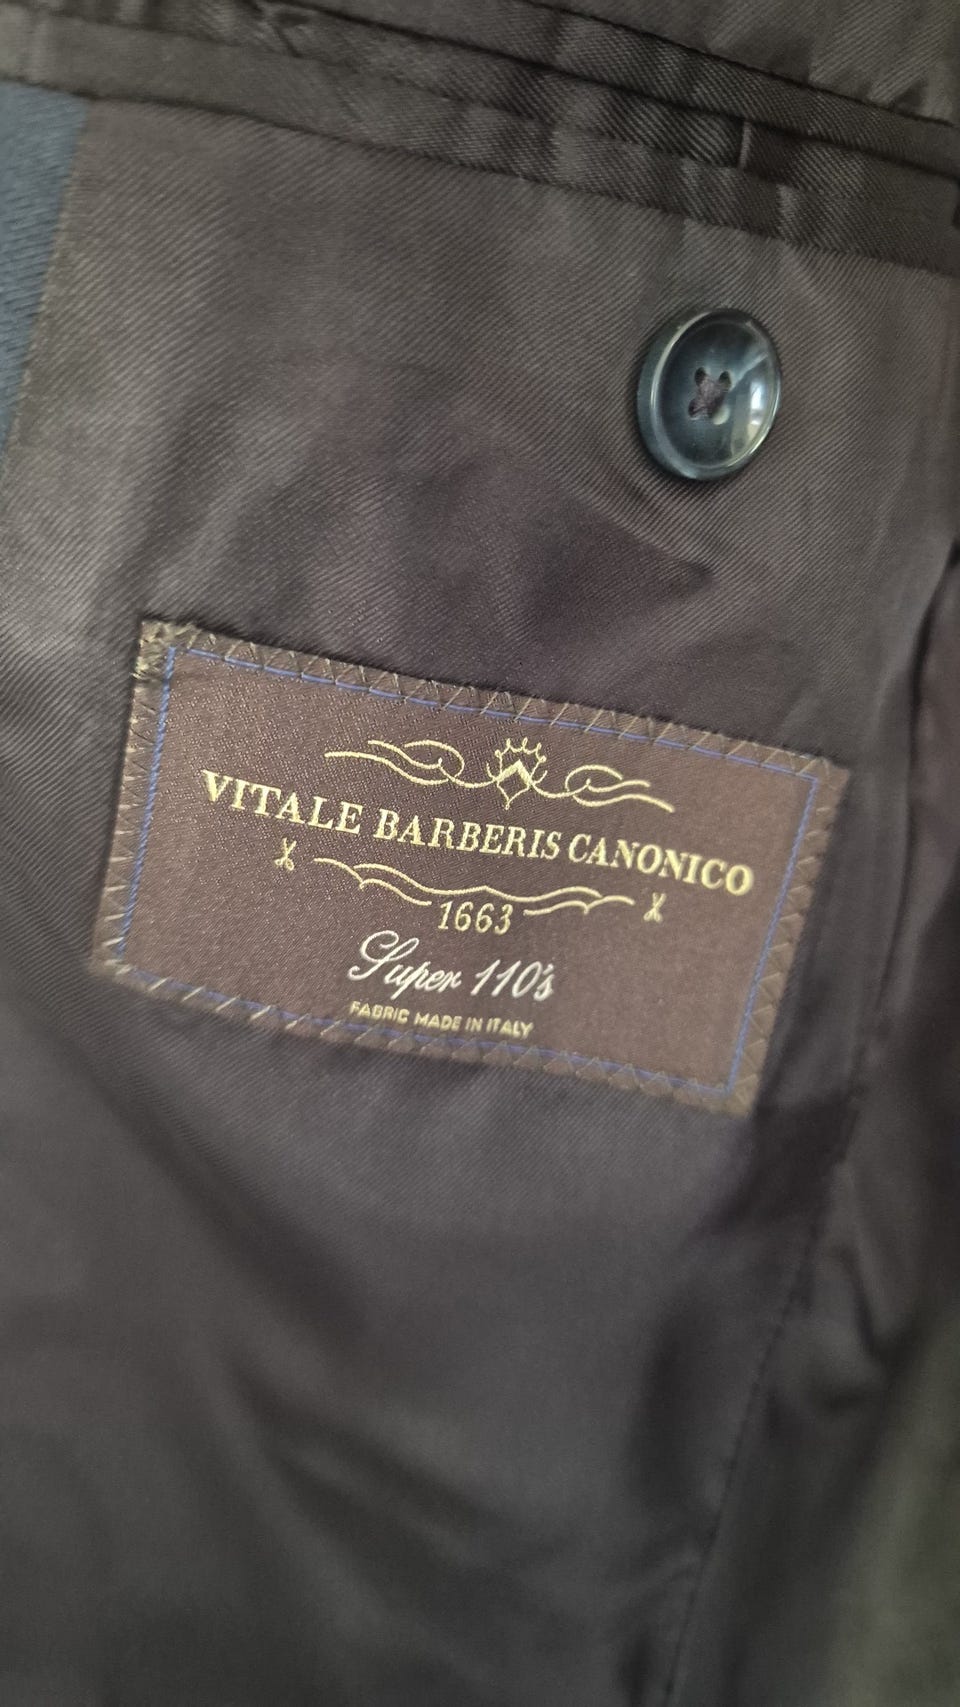 VITALE BARBERIS CANONICO
1663
Super 110's
FABRIC MADE IN ITALY